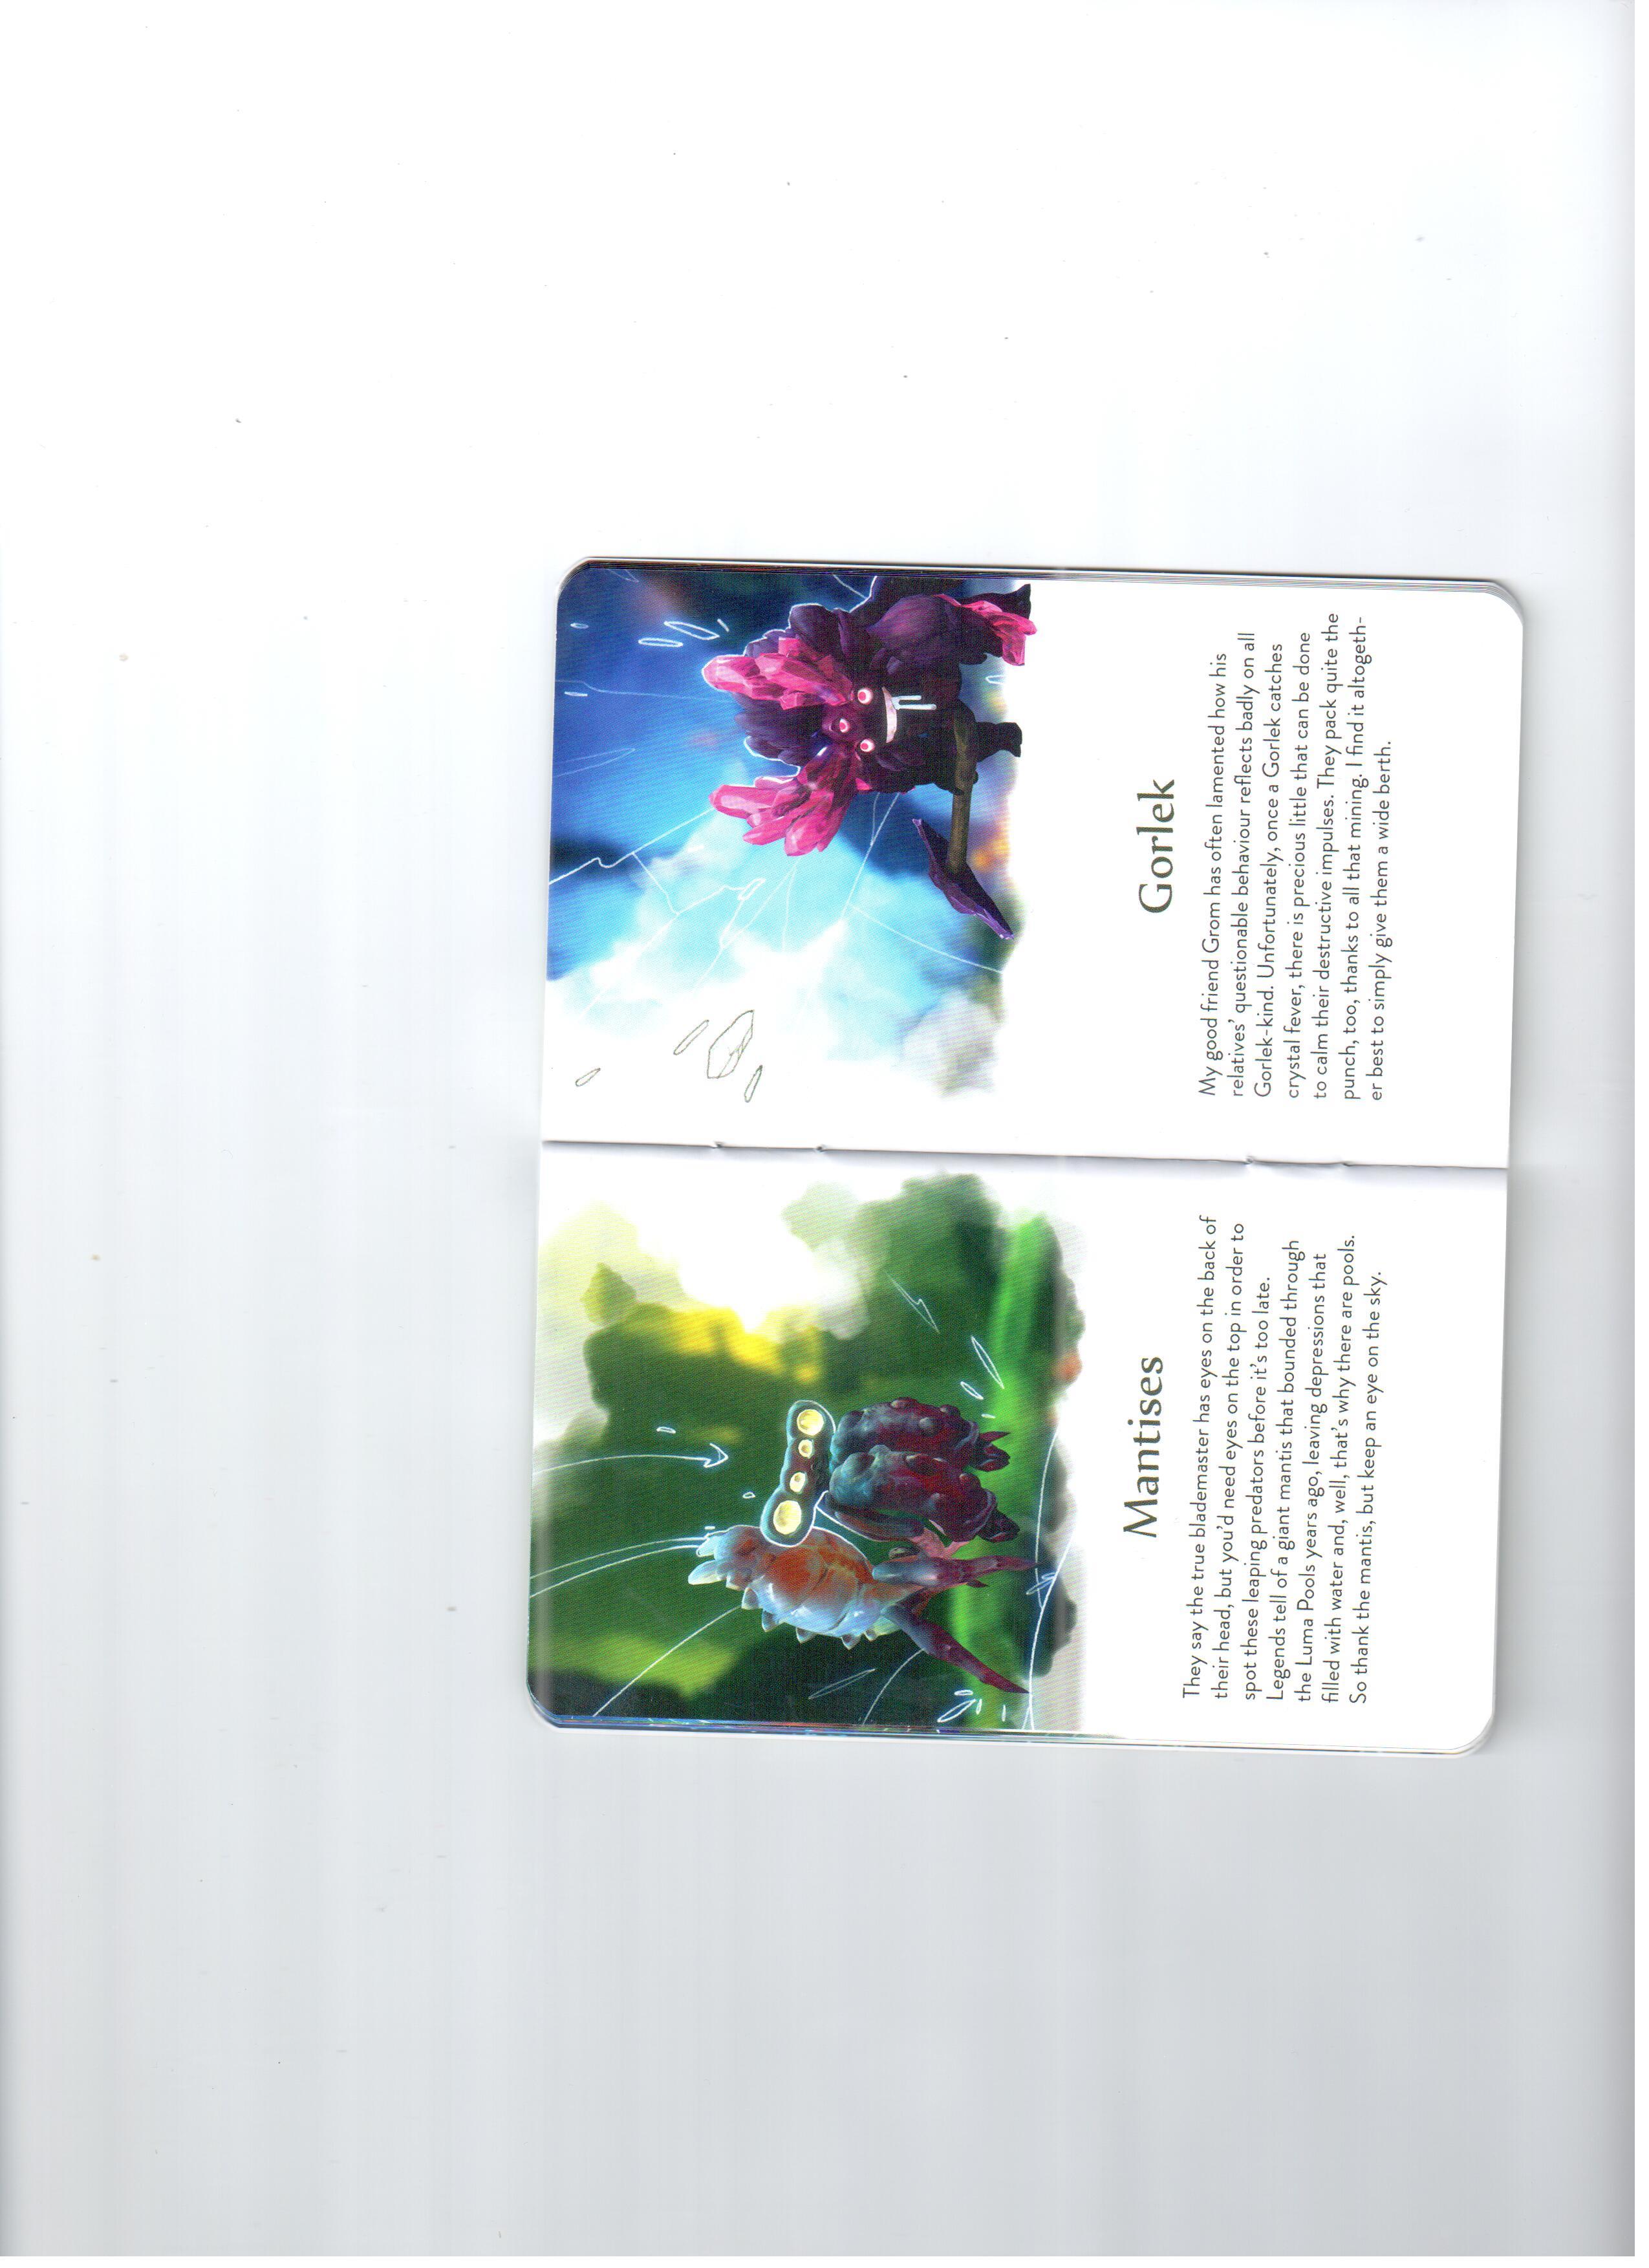 Mantises
They say the true blademaster has eyes on the back of
their head, but you'd need eyes on the top in order to
spot these leaping predators before it's too late.
Legends tell of a giant mantis that bounded through
the Luma Pools years ago, leaving depressions that
filled with water and, well, that's why there are pools.
So thank the mantis, but keep an eye on the sky.
Gorlek
My good friend Grom has often lamented how his
relatives' questionable behaviour reflects badly on all
Gorlek-kind. Unfortunately, once a Gorlek catches
crystal fever, there is precious little that can be done
to calm their destructive impulses. They pack quite the
punch, too, thanks to all that mining. I find it altogeth-
er best to simply give them a wide berth.